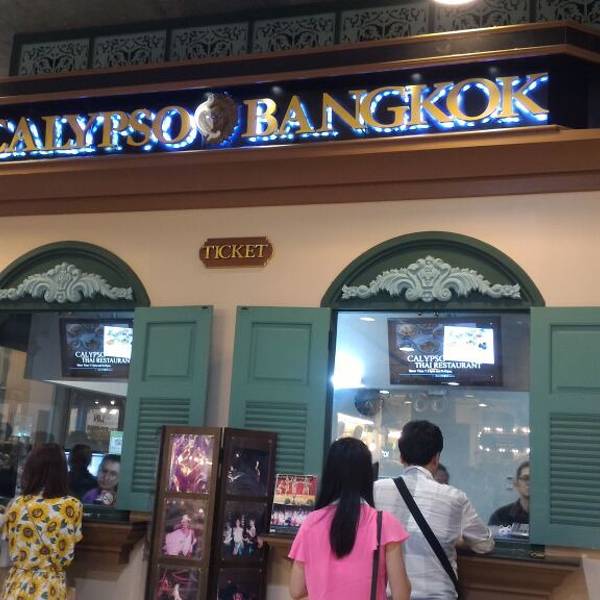 CALYPSO BANGKOK
TICKET
CALYPSO
THAI RESTAURANT
CALYPSO
THAI RESTAURANT